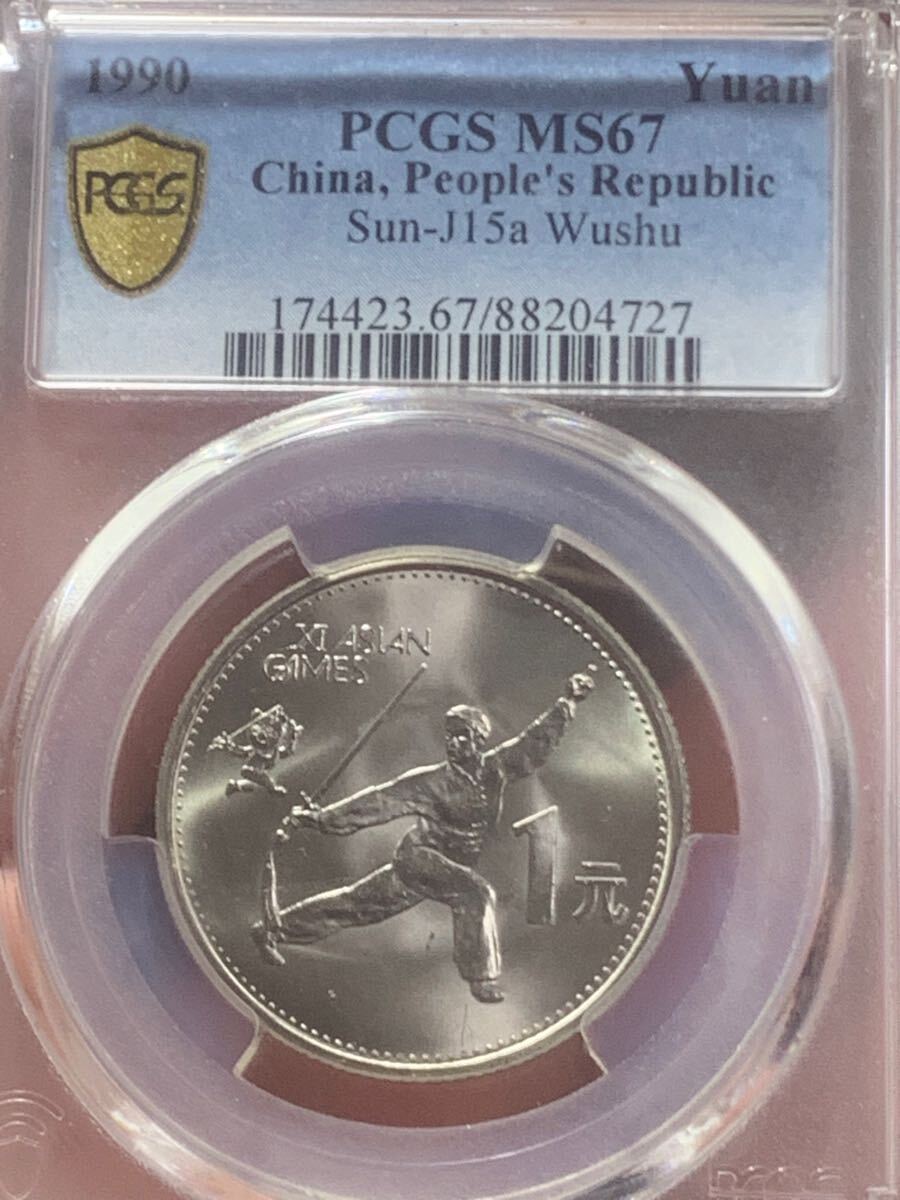 1990 Yuan
PCGS MS67
China, People's Republic
Sun-J15a Wushu
PCGS
174423.67/88204727
XI ASIAN
GAMES
1元